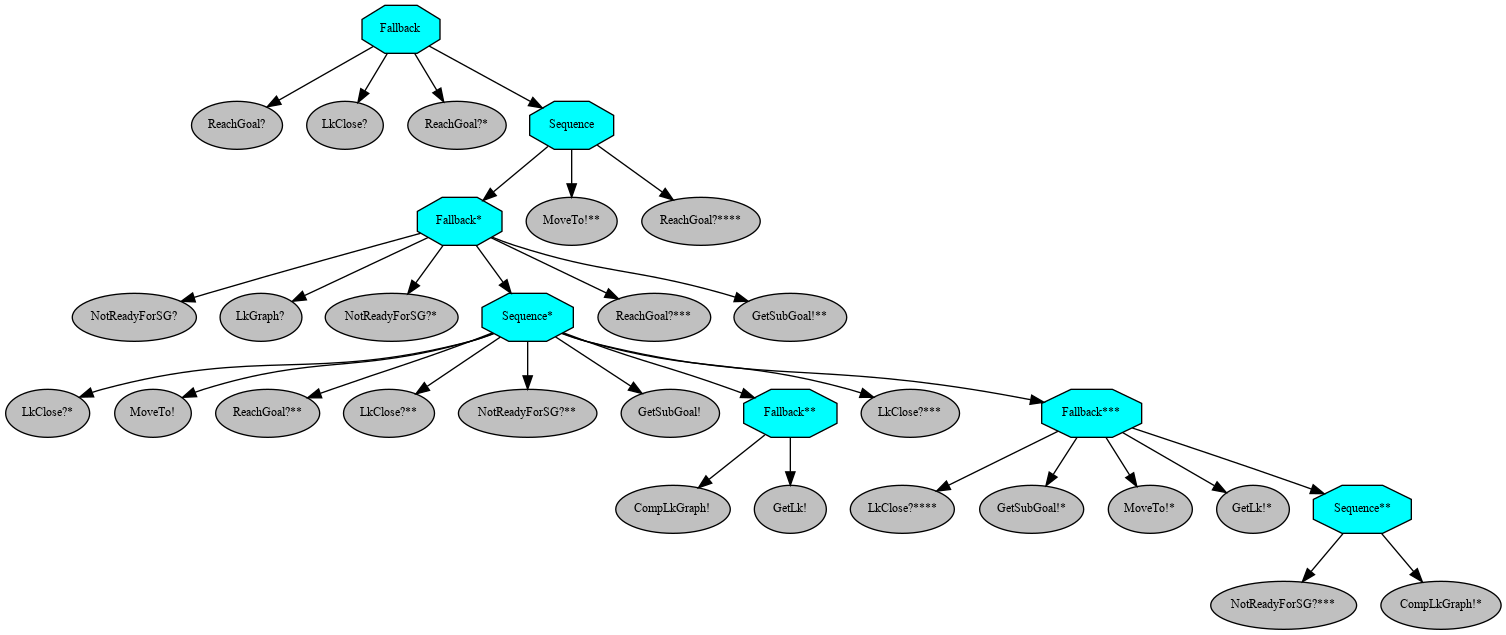 Fallback
ReachGoal?
LkClose?
ReachGoal?*
Sequence
Fallback*
MoveTo!**
ReachGoal?****
NotReadyForSG?
LkGraph?
NotReadyForSG?*
Sequence*
ReachGoal?***
GetSubGoal!**
LkClose?*
MoveTo!
ReachGoal?**
LkClose?**
NotReadyForSG?**
GetSubGoal!
Fallback**
LkClose?***
Fallback***
CompLkGraph!
GetLk!
LkClose?****
GetSubGoal!*
MoveTo!*
GetLk!*
Sequence**
NotReadyForSG?***
CompLkGraph!*